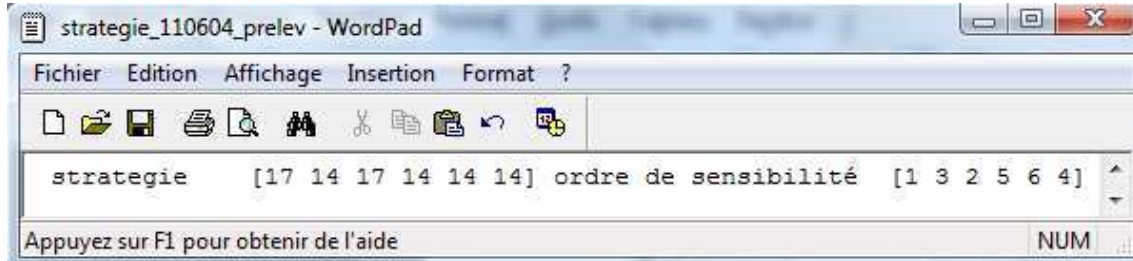 strategie_110604_prelev - WordPad
Fichier Edition Affichage Insertion Format ?
strategie [17 14 17 14 14 14] ordre de sensibilité [1 3 2 5 6 4]
Appuyez sur F1 pour obtenir de l'aide NUM